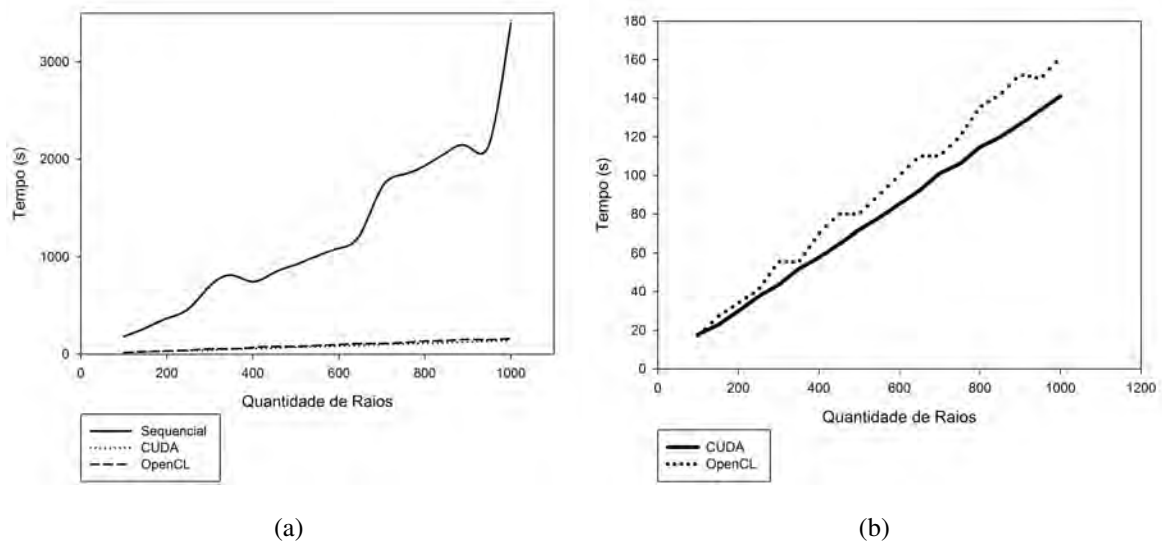 3000
2000
1000
0
Tempo (s)
0 200 400 600 800 1000
Quantidade de Raios
Sequencial
CUDA
OpenCL
(a)
180
160
140
120
100
80
60
40
20
0
Tempo (s)
0 200 400 600 800 1000 1200
Quantidade de Raios
CUDA
OpenCL
(b)